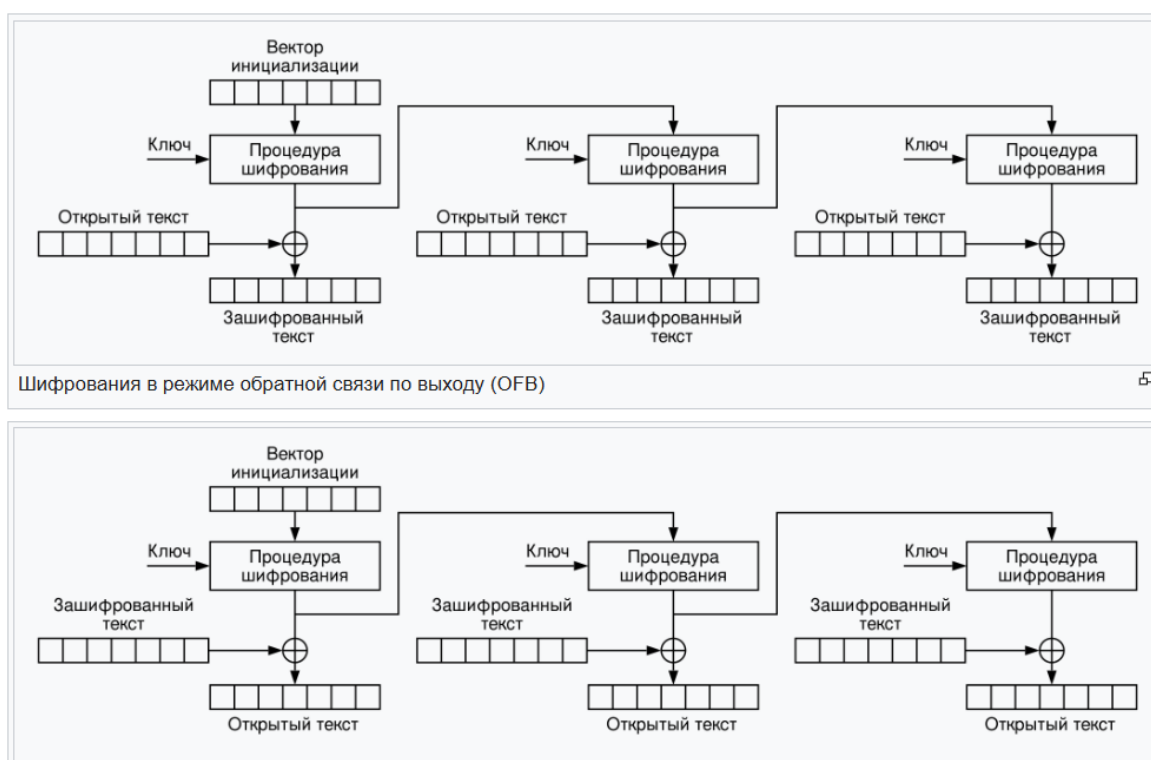 Вектор
инициализации
Ключ
Процедура
шифрования
Ключ
Процедура
шифрования
Ключ
Процедура
шифрования
Открытый текст
Открытый текст
Открытый текст
Зашифрованный
текст
Зашифрованный
текст
Зашифрованный
текст
Шифрования в режиме обратной связи по выходу (OFB)
Вектор
инициализации
Ключ
Процедура
шифрования
Ключ
Процедура
шифрования
Ключ
Процедура
шифрования
Зашифрованный
текст
Зашифрованный
текст
Зашифрованный
текст
Открытый текст
Открытый текст
Открытый текст